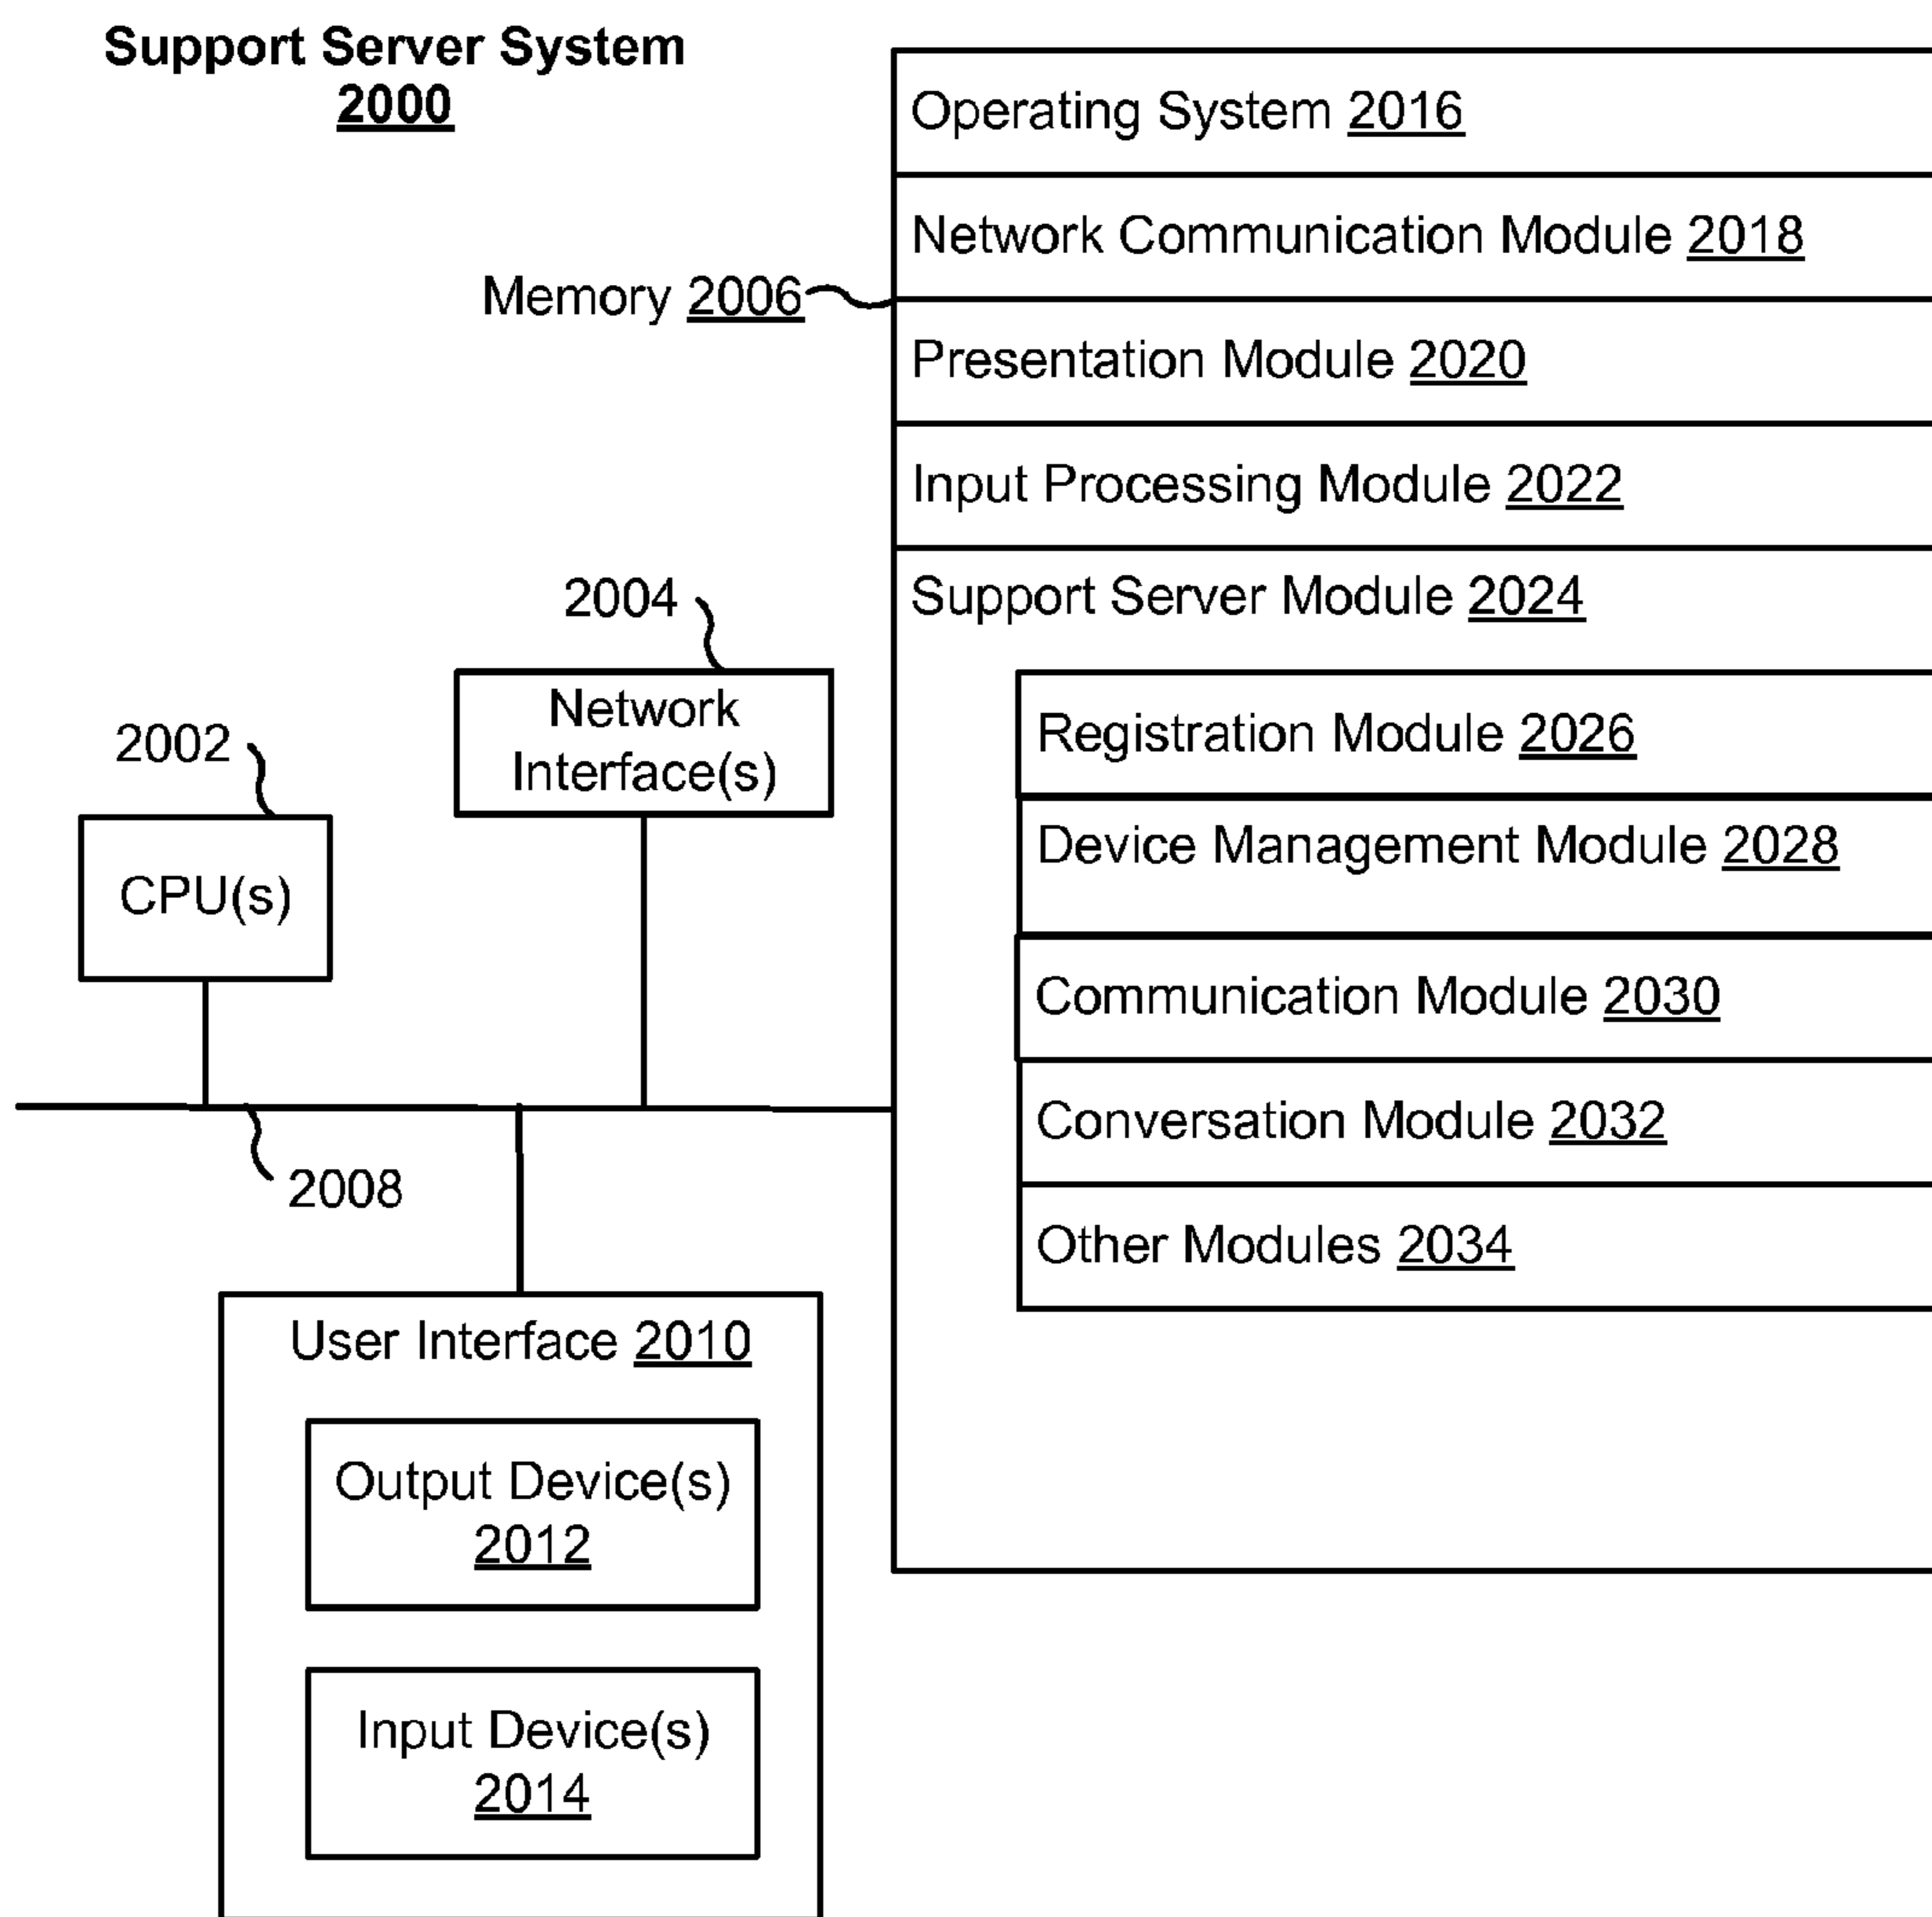 Support Server System
2000
Operating System 2016
Network Communication Module 2018
Memory 2006
Presentation Module 2020
Input Processing Module 2022
Support Server Module 2024
2004
Network
Interface(s)
2002
CPU(s)
Registration Module 2026
Device Management Module 2028
Communication Module 2030
Conversation Module 2032
Other Modules 2034
2008
User Interface 2010
Output Device(s)
2012
Input Device(s)
2014